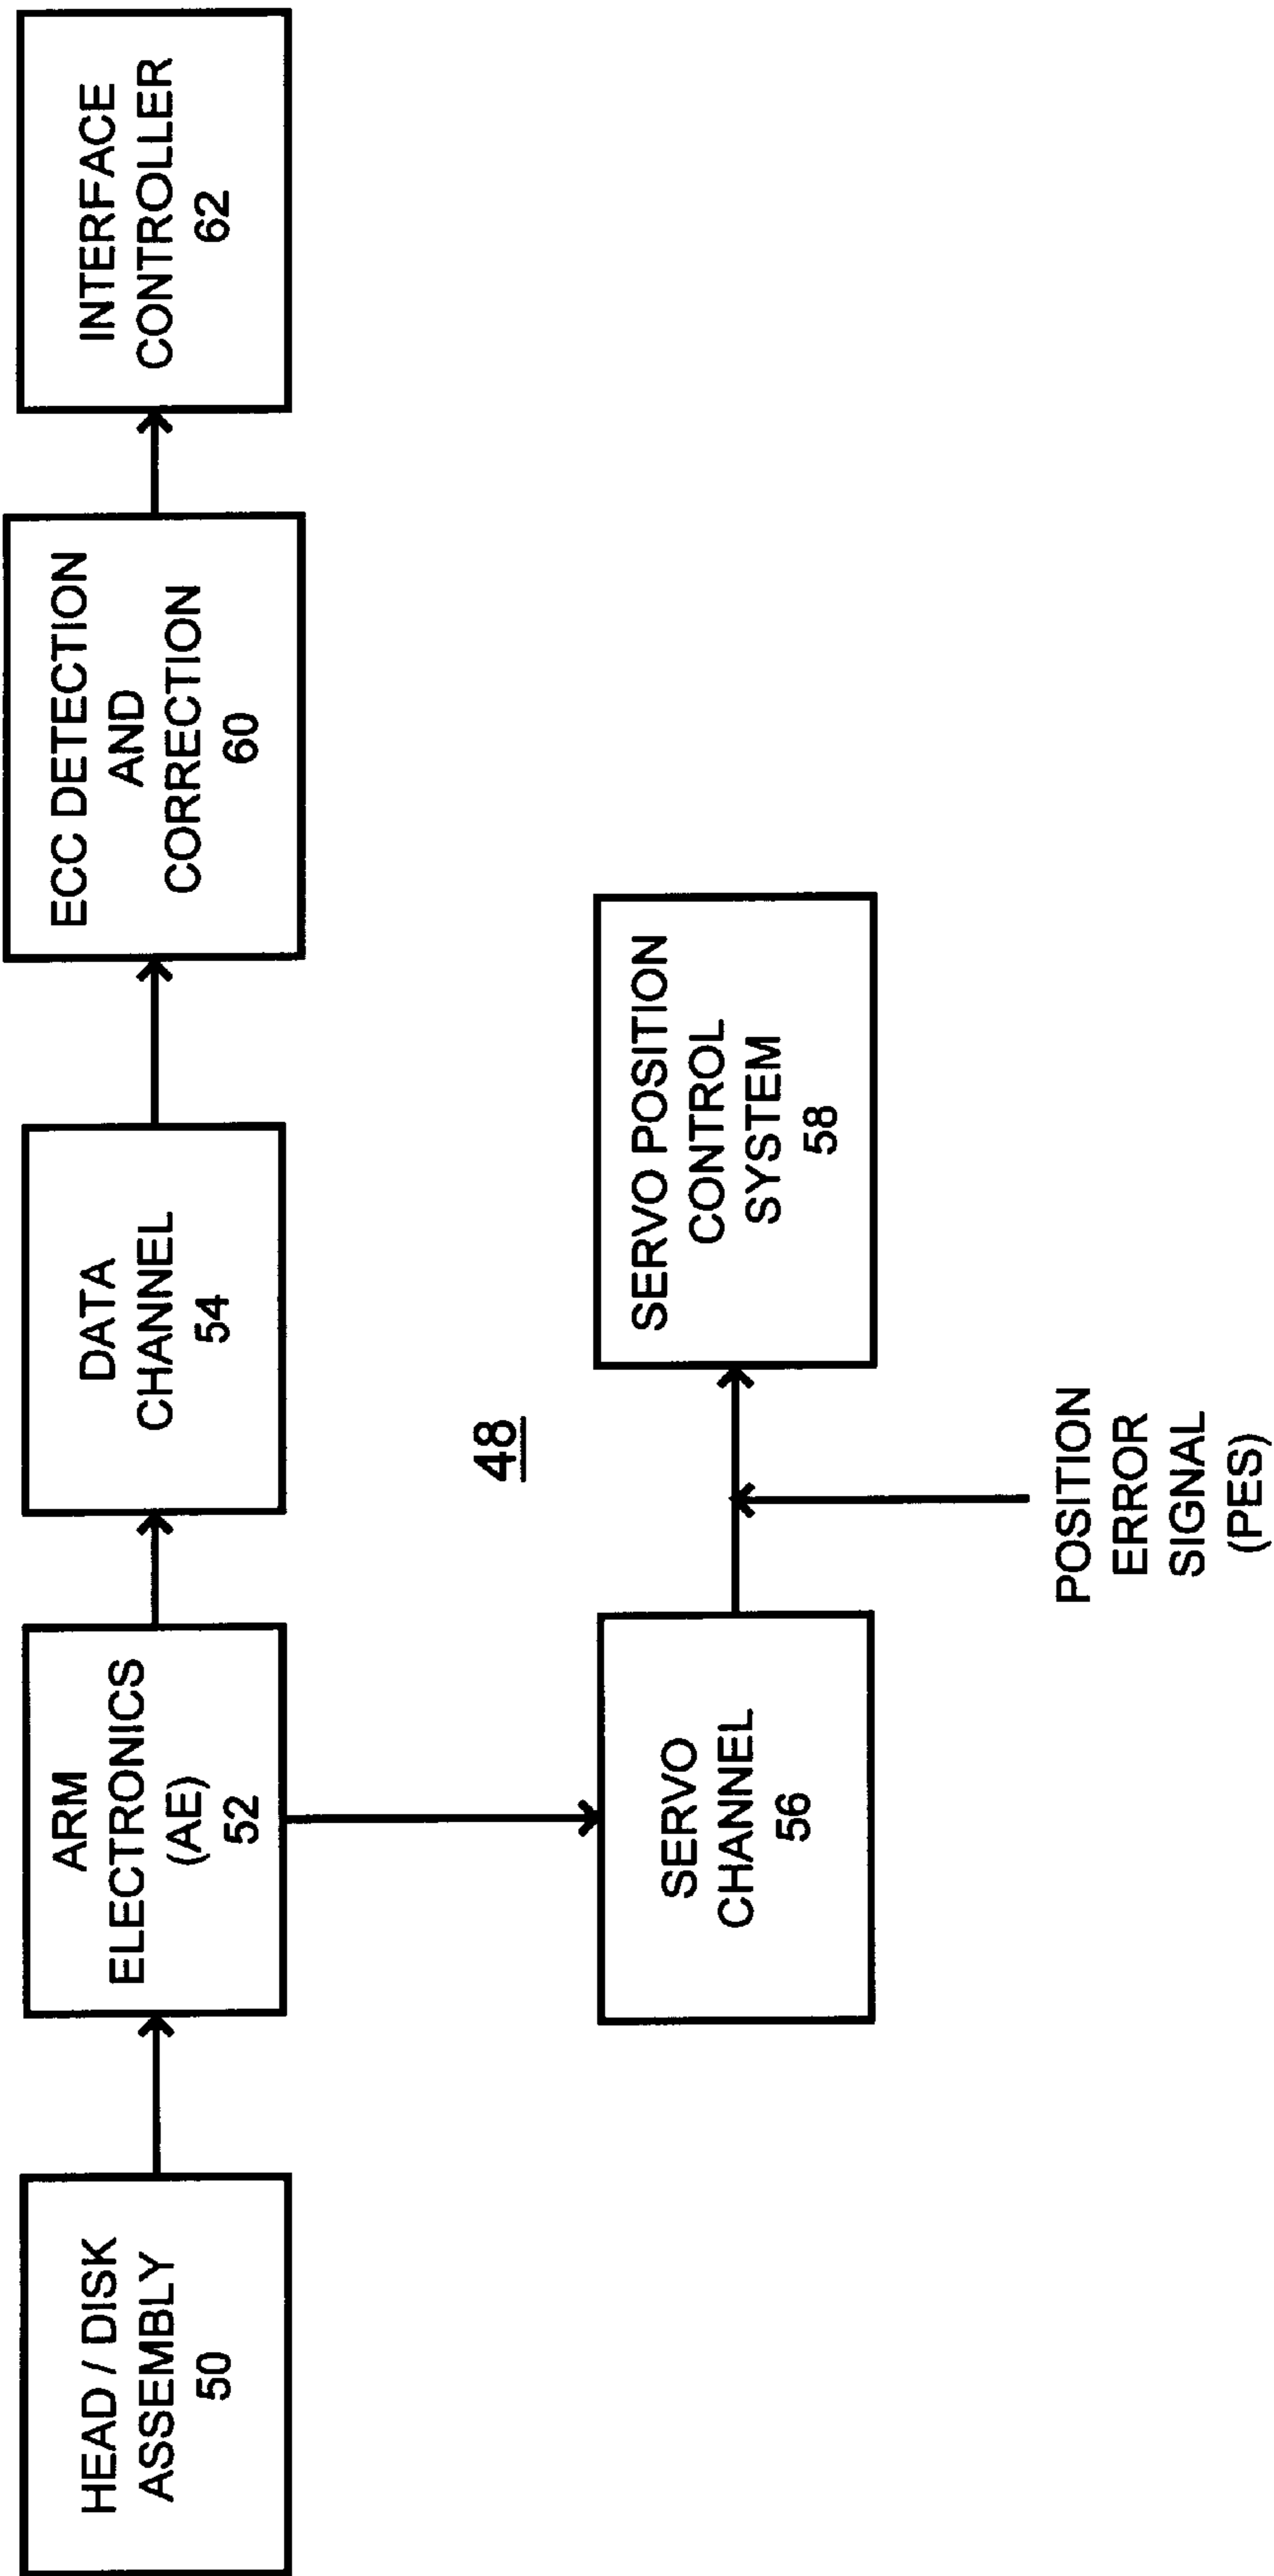 HEAD / DISK
ASSEMBLY
50
ARM
ELECTRONICS
(AE)
52
DATA
CHANNEL
54
ECC DETECTION
AND
CORRECTION
60
INTERFACE
CONTROLLER
62
48
SERVO
CHANNEL
56
SERVO POSITION
CONTROL
SYSTEM
58
POSITION
ERROR
SIGNAL
(PES)